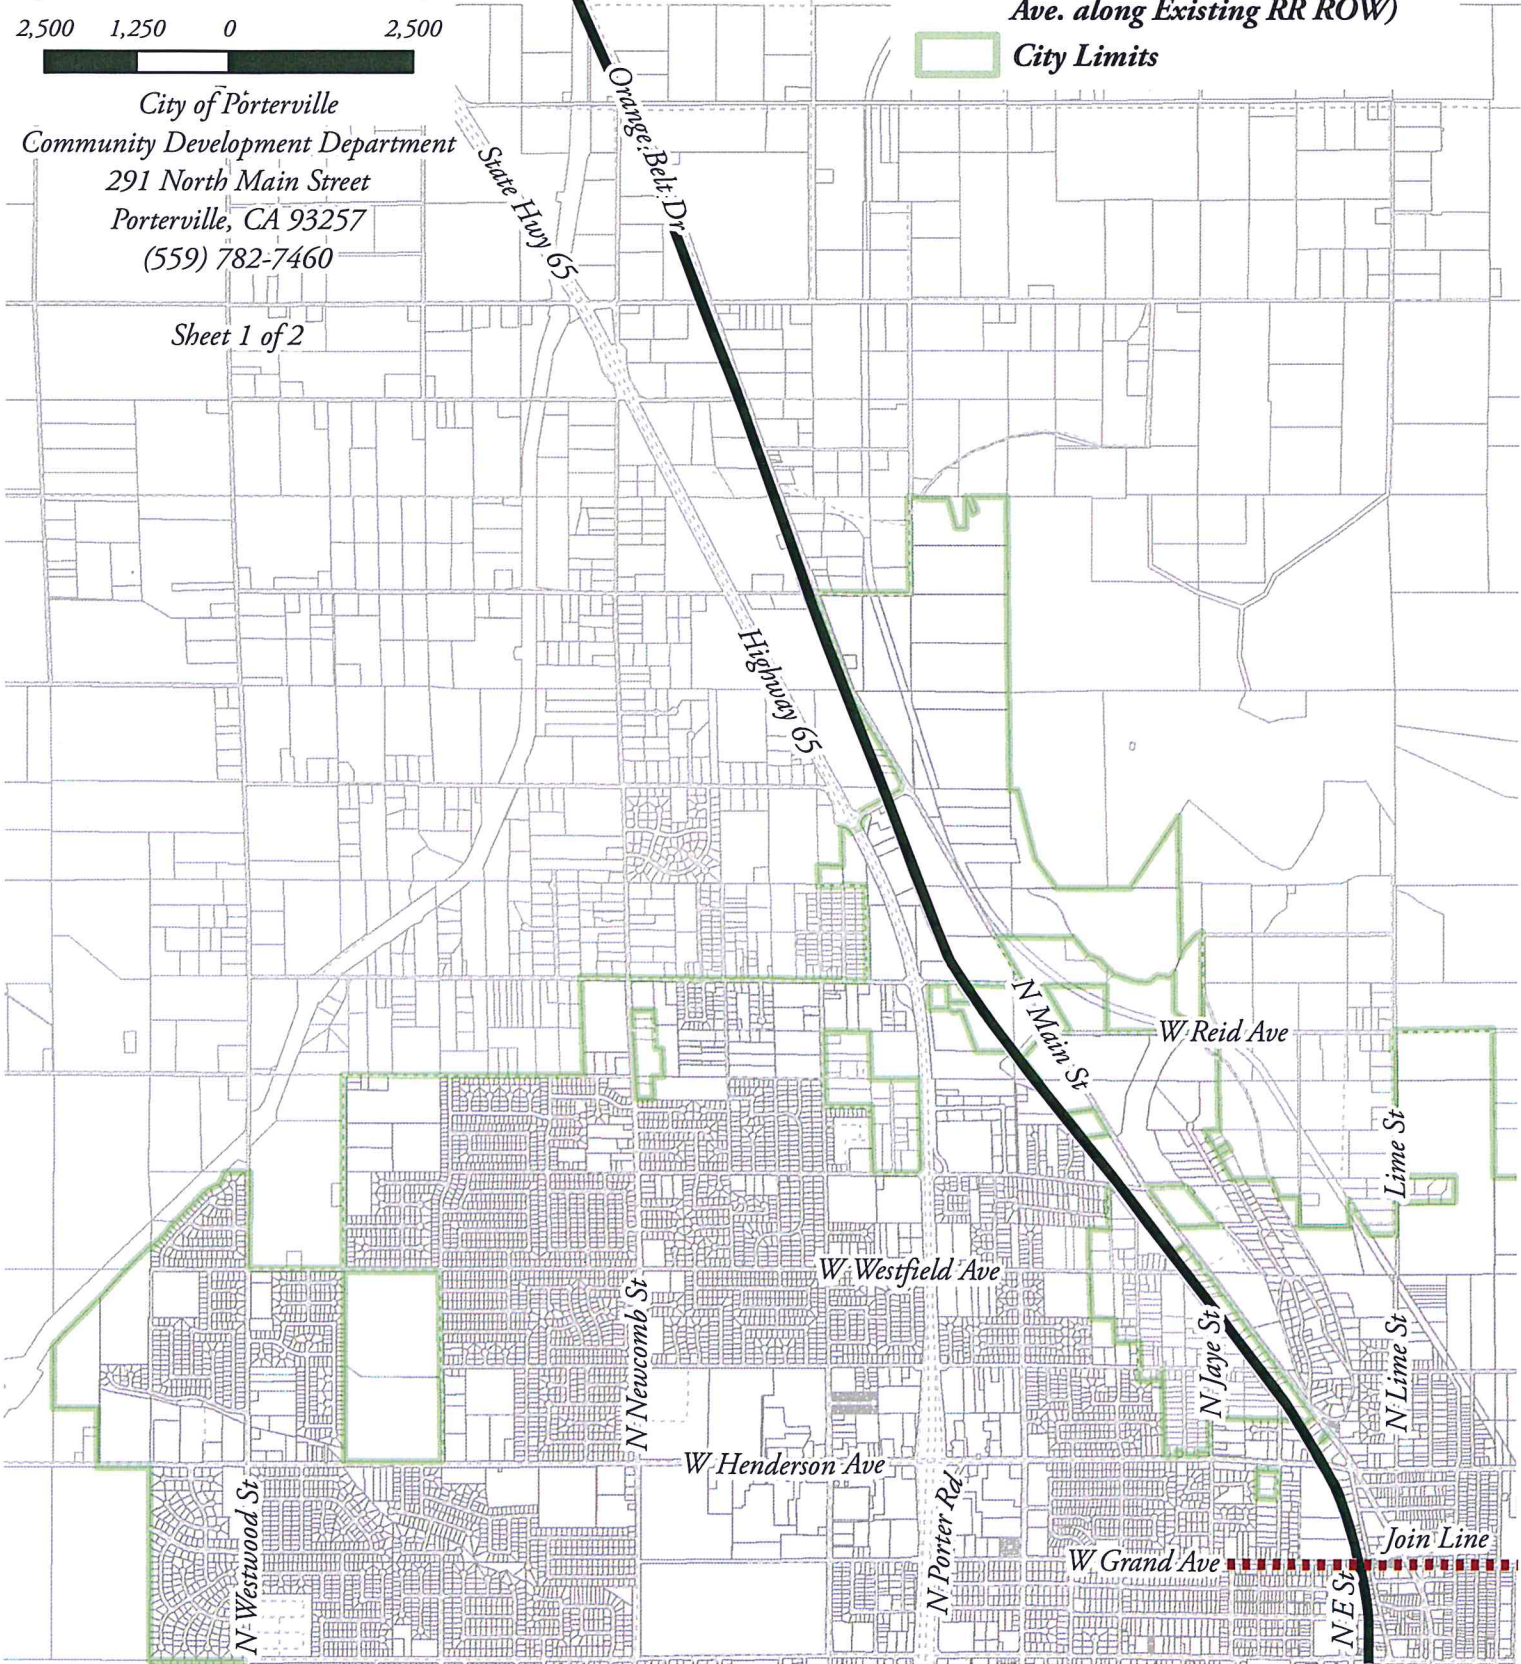 Ave. along Existing RR ROW)
2,500 1,250 0 2,500
City Limits
City of Porterville
Community Development Department
291 North Main Street
Porterville, CA 93257
(559) 782-7460
Sheet 1 of 2
Orange Belt Dr
State Hwy 65
Highway 65
N Main St
W Reid Ave
Lime St
W Westfield Ave
N Newcomb St
N Jaye St
N Lime St
W Henderson Ave
N Westwood St
N Porter Rd
Join Line
W Grand Ave
N E St